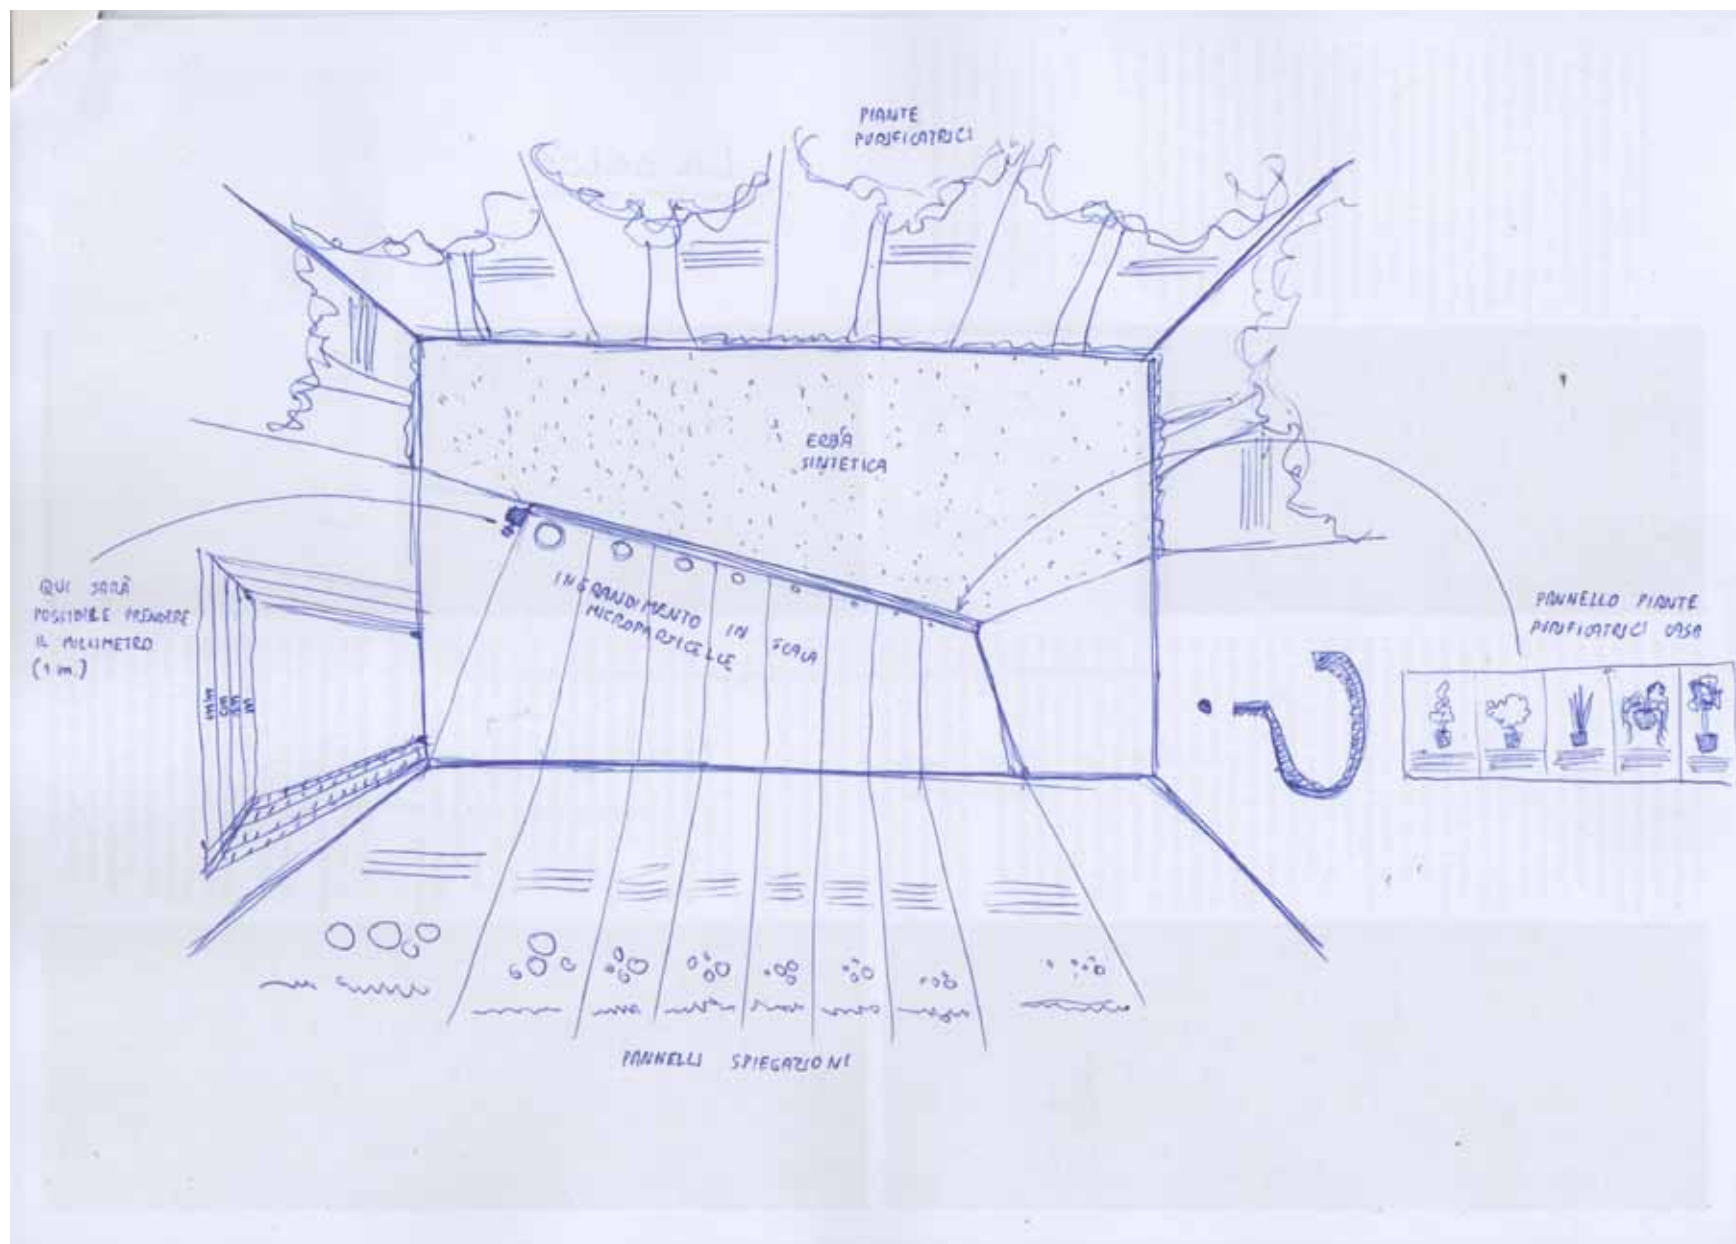 PIANTE
PURIFICATRICI
ERBA
SINTETICA
QUI SARÀ
POSSIBILE PRENDERE
IL MILLIMETRO
(1 m.)
INGRANDIMENTO IN SCALA
MICROPARTICELLE
PANNELLO PIANTE
PURIFICATRICI CASA
PANNELLI SPIEGAZIONI